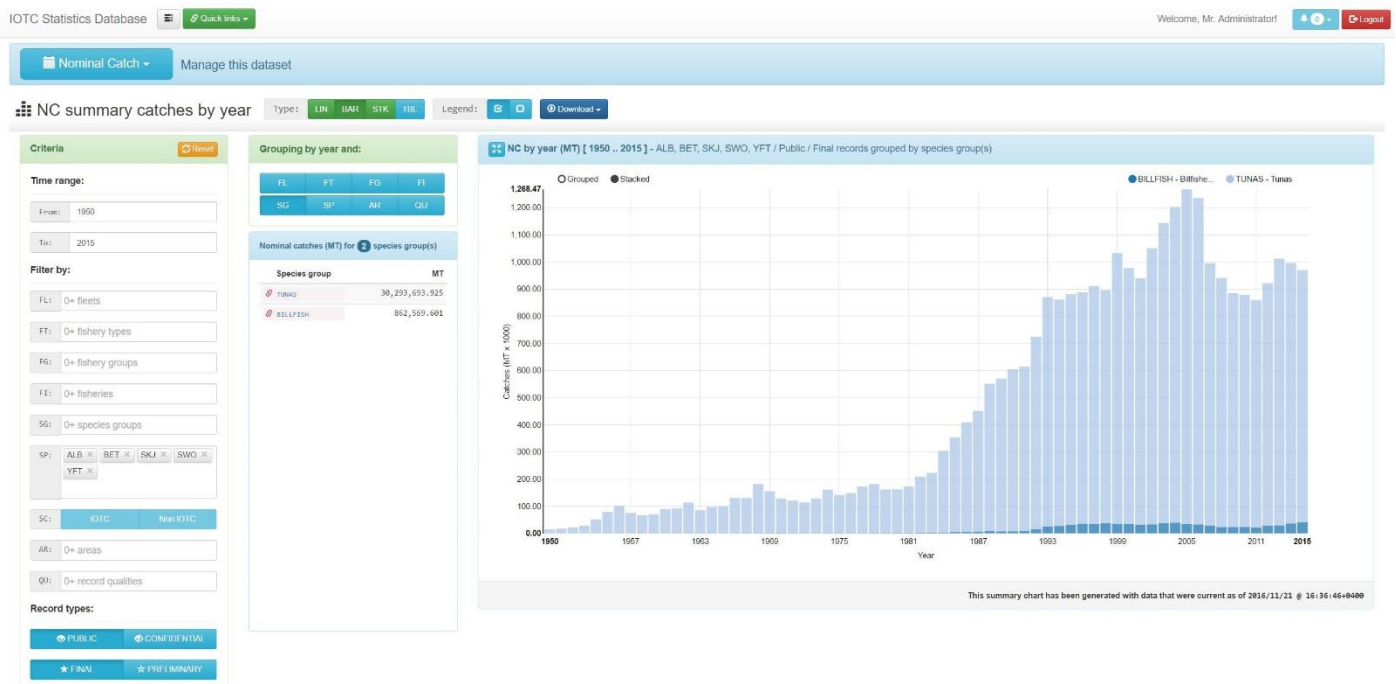 IOTC Statistics Database Quick links Welcome, Mr. Administrator! 0 Logout
Nominal Catch Manage this dataset
NC summary catches by year Type: LIN BAR STK TBL Legend: Download
Criteria Reset
Time range:
From: 1950
To: 2015
Filter by:
FL: 0+ fleets
FT: 0+ fishery types
FG: 0+ fishery groups
FI: 0+ fisheries
SG: 0+ species groups
SP: ALB × BET × SKJ × SWO ×
YFT ×
SC: IOTC Non IOTC
AR: 0+ areas
QU: 0+ record qualities
Record types:
PUBLIC CONFIDENTIAL
FINAL PRELIMINARY
Grouping by year and:
FL FT FG FI
SG SP AR QU
Nominal catches (MT) for 2 species group(s)
Species group MT
TUNAS 30,293,693.925
BILLFISH 862,569.601
NC by year (MT) [ 1950 .. 2015 ] - ALB, BET, SKJ, SWO, YFT / Public / Final records grouped by species group(s)
Grouped Stacked BILLFISH - Billfishe... TUNAS - Tunas
1,268.47
1,200.00
1,100.00
1,000.00
900.00
800.00
700.00
600.00
500.00
400.00
300.00
200.00
100.00
0.00
Catches (MT x 1000)
1950 1957 1963 1969 1975 1981 1987 1993 1999 2005 2011 2015
Year
This summary chart has been generated with data that were current as of 2016/11/21 @ 16:36:46+0400